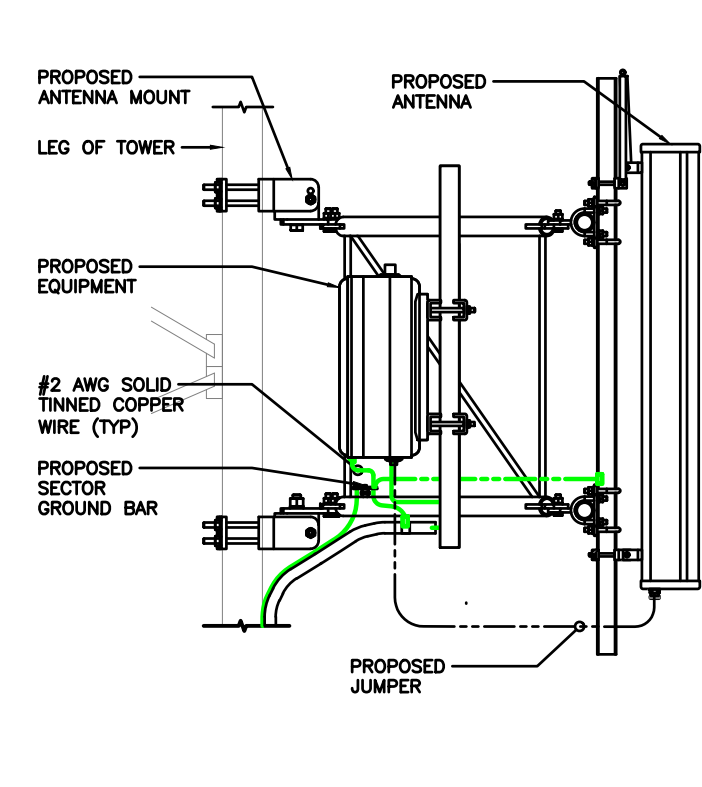 PROPOSED
ANTENNA MOUNT
PROPOSED
ANTENNA
LEG OF TOWER
PROPOSED
EQUIPMENT
#2 AWG SOLID
TINNED COPPER
WIRE (TYP)
PROPOSED
SECTOR
GROUND BAR
PROPOSED
JUMPER